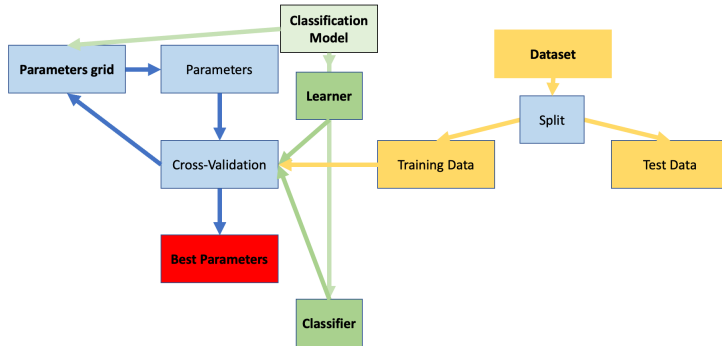 Classification
Model
Parameters grid
Parameters
Dataset
Learner
Split
Cross-Validation
Training Data
Test Data
Best Parameters
Classifier